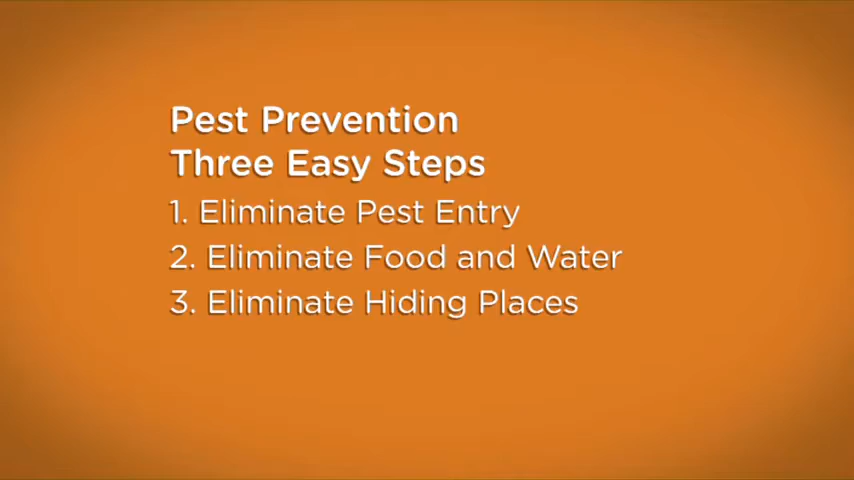 Pest Prevention
Three Easy Steps
1. Eliminate Pest Entry
2. Eliminate Food and Water
3. Eliminate Hiding Places